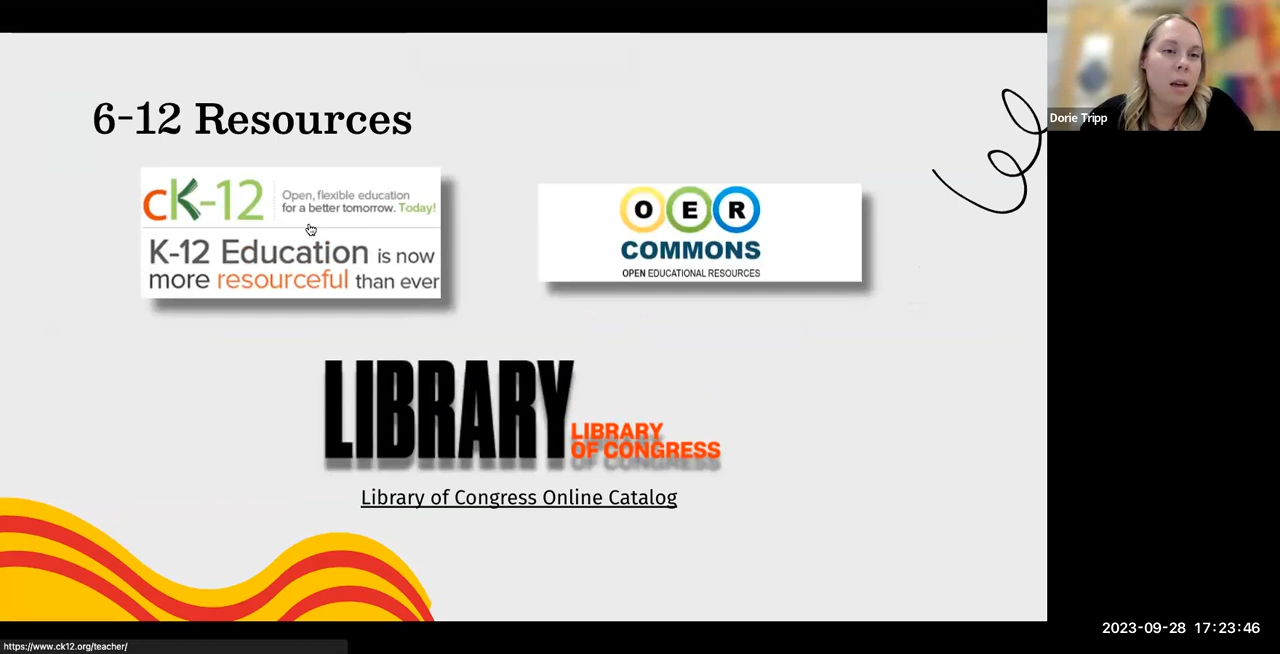 6-12 Resources
Dorie Tripp
cK-12
Open, flexible education
for a better tomorrow. Today!
K-12 Education is now
more resourceful than ever
O E R
COMMONS
OPEN EDUCATIONAL RESOURCES
LIBRARY
LIBRARY
OF CONGRESS
Library of Congress Online Catalog
2023-09-28 17:23:46
https://www.ck12.org/teacher/